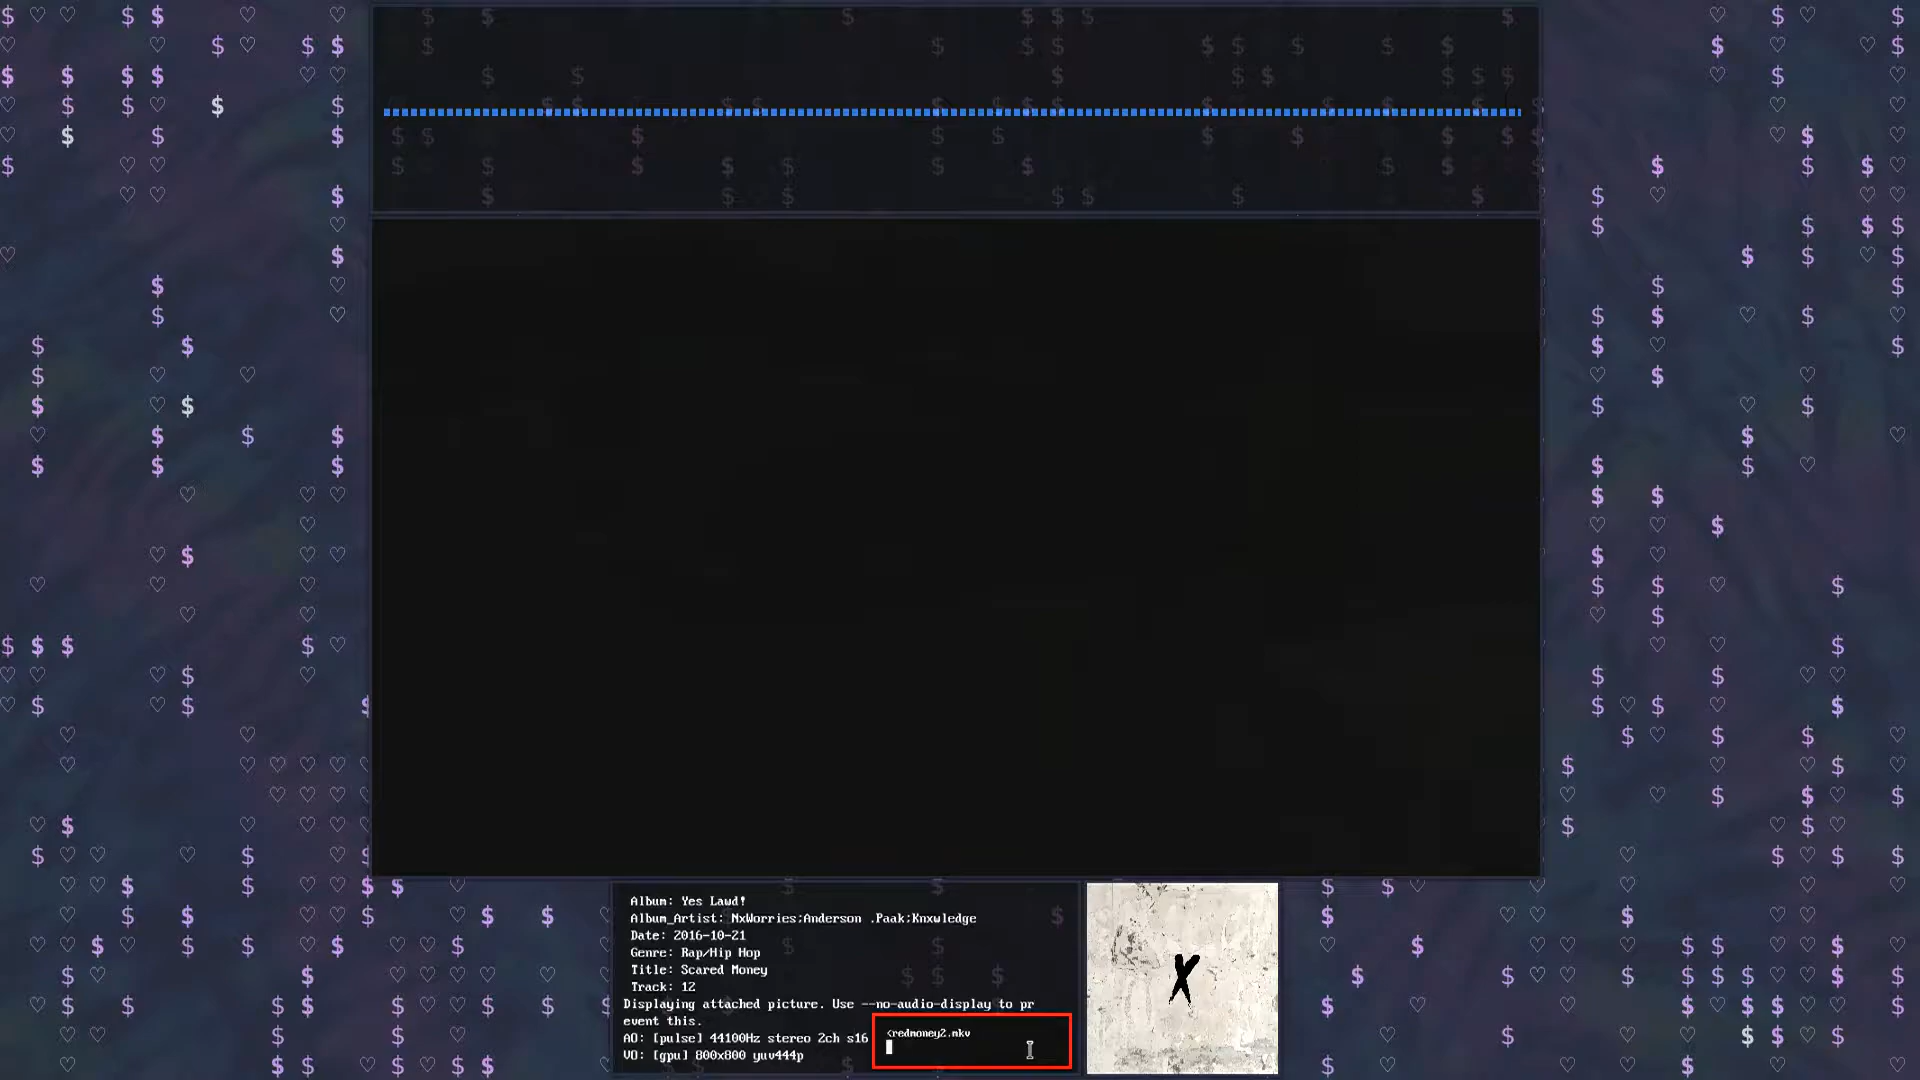 Album: Yes Lawd!
Album_Artist: NxWorries;Anderson .Paak;Knxwledge
Date: 2016-10-21
Genre: Rap/Hip Hop
Title: Scared Money
Track: 12
Displaying attached picture. Use --no-audio-display to pr
event this.
AO: [pulse] 44100Hz stereo 2ch s16
VO: [gpu] 800x800 yuv444p
<redmoney2.mkv
X